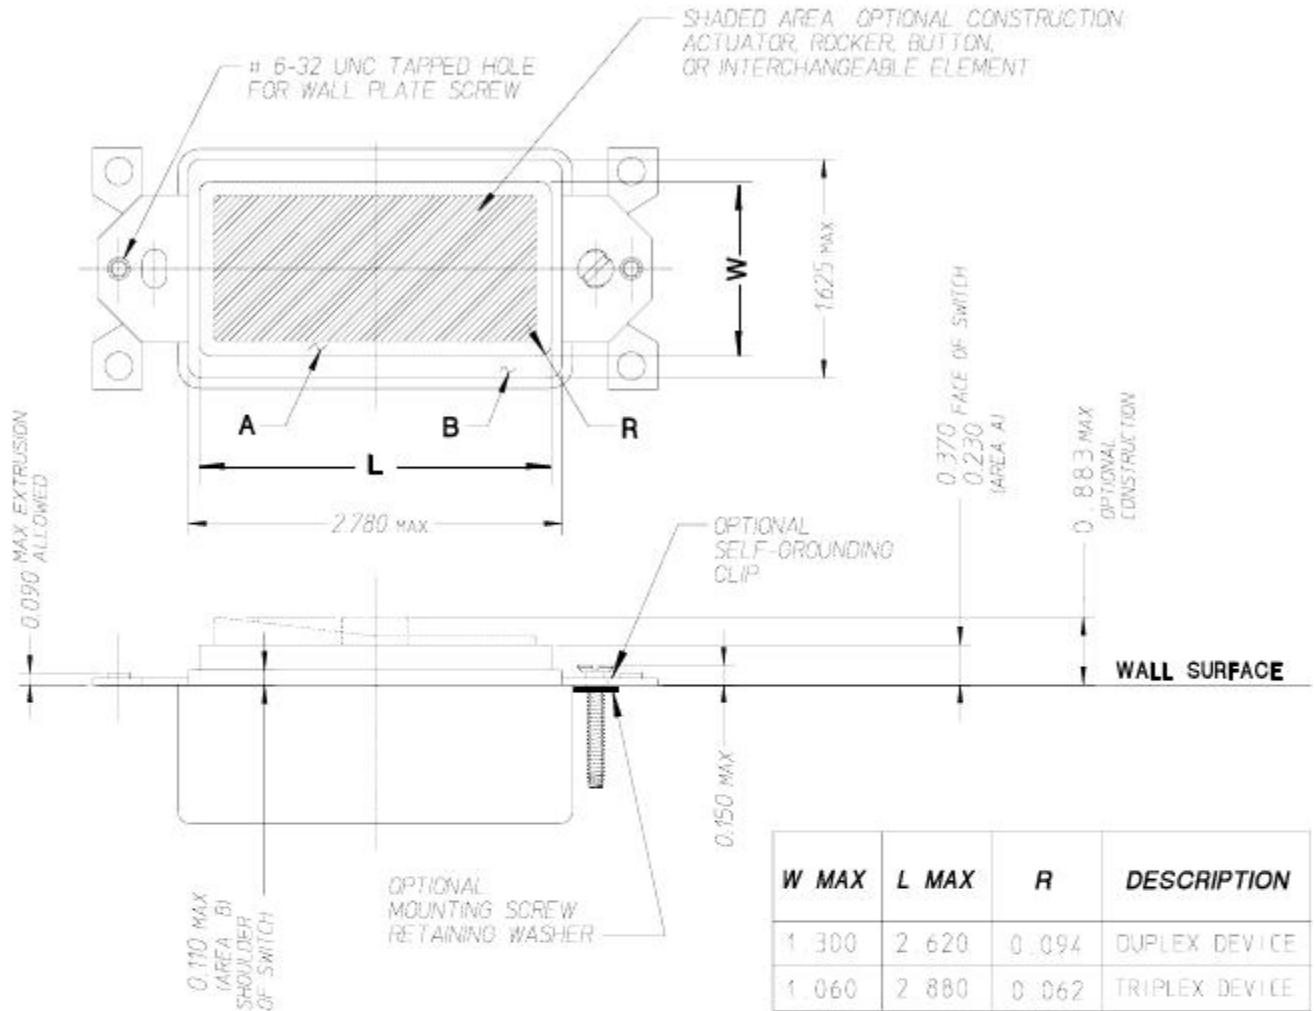 SHADED AREA OPTIONAL CONSTRUCTION
ACTUATOR, ROCKER, BUTTON,
OR INTERCHANGEABLE ELEMENT
# 6-32 UNC TAPPED HOLE
FOR WALL PLATE SCREW
W
1.625 MAX
A
B
R
L
2.780 MAX
0.370 FACE OF SWITCH
0.230
(AREA A)
0.883 MAX
OPTIONAL
CONSTRUCTION
0.090 MAX EXTRUSION
ALLOWED
OPTIONAL
SELF-GROUNDING
CLIP
WALL SURFACE
0.150 MAX
0.110 MAX
(AREA B)
SHOULDER
OF SWITCH
OPTIONAL
MOUNTING SCREW
RETAINING WASHER
W MAX L MAX R DESCRIPTION
1.300 2.620 0.094 DUPLEX DEVICE
1.060 2.880 0.062 TRIPLEX DEVICE